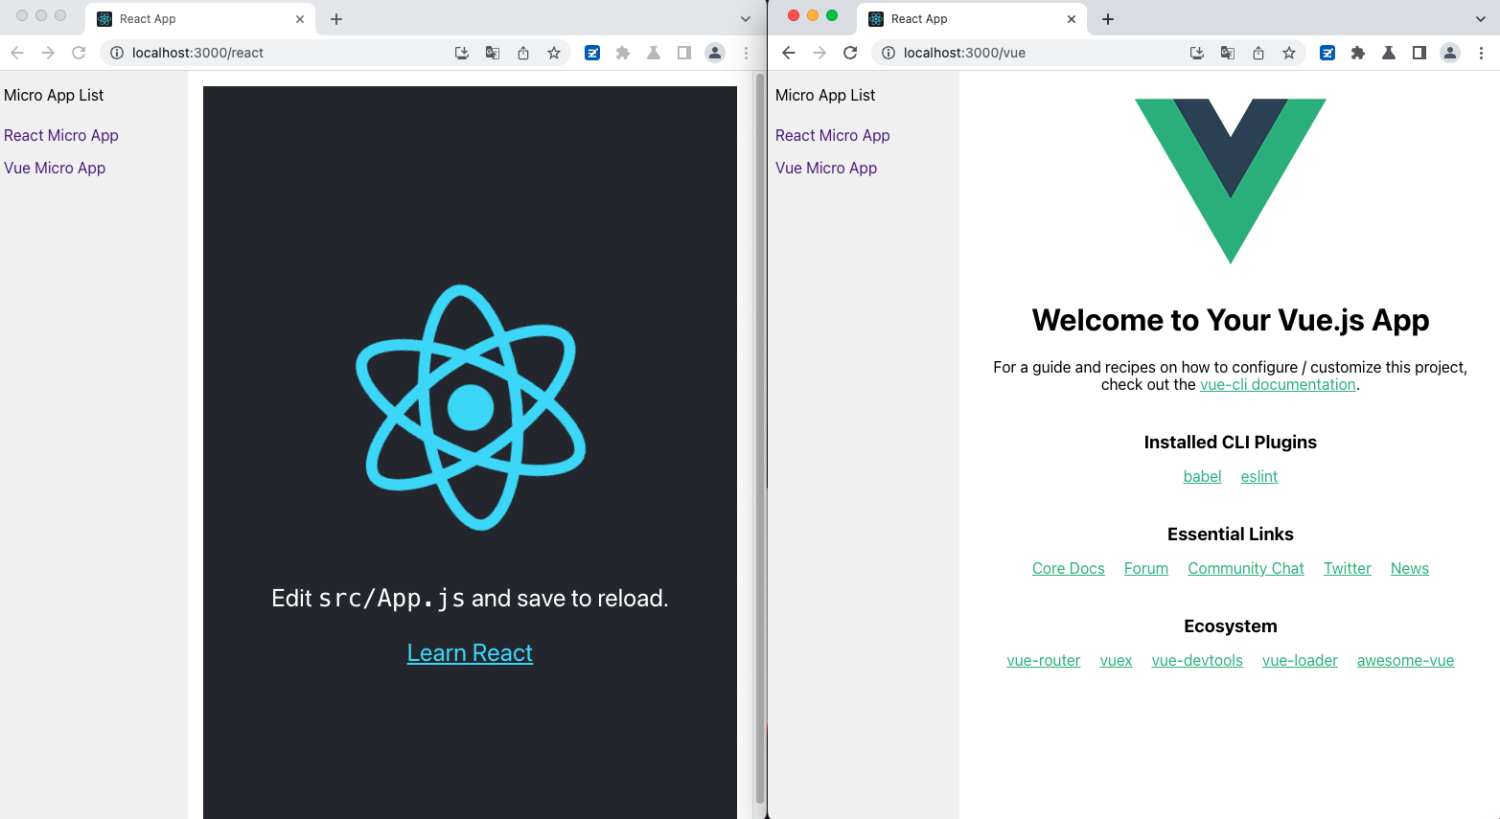 React App
localhost:3000/react
Micro App List
React Micro App
Vue Micro App
Edit src/App.js and save to reload.
Learn React
React App
localhost:3000/vue
Micro App List
React Micro App
Vue Micro App
Welcome to Your Vue.js App
For a guide and recipes on how to configure / customize this project,
check out the vue-cli documentation.
Installed CLI Plugins
babel eslint
Essential Links
Core Docs Forum Community Chat Twitter News
Ecosystem
vue-router vuex vue-devtools vue-loader awesome-vue